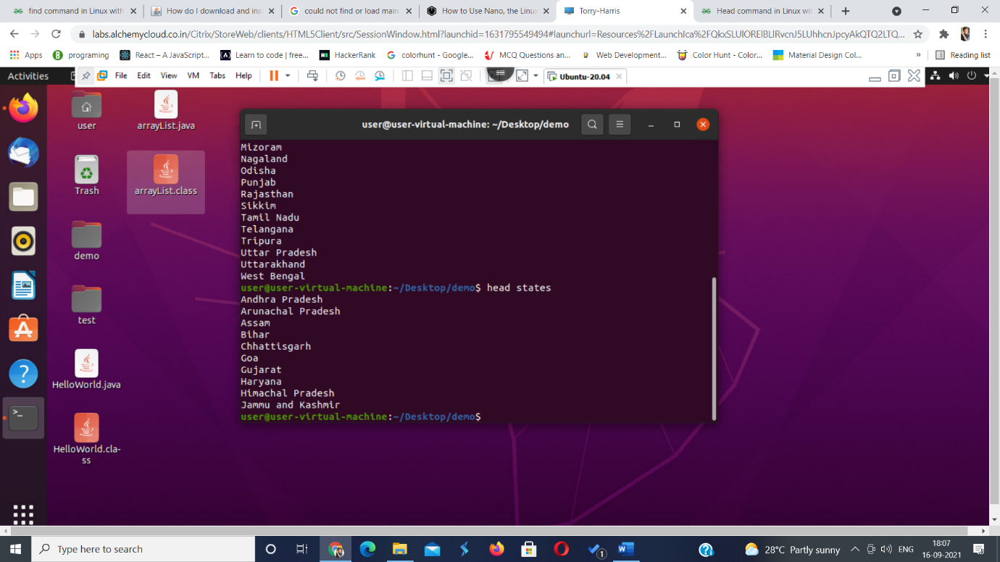 find command in Linux with
How do I download and inst
could not find or load main
How to Use Nano, the Linux
Torry-Harris
Head command in Linux wit
labs.alchemycloud.co.in/Citrix/StoreWeb/clients/HTML5Client/src/SessionWindow.html?launchid=1631795549494#launchurl=Resources%2FLaunchIca%2FQkxSLUlORElBLlRvcnJ5LUhhcnJpcyAkQTQ2LTQ...
Apps
programing
React – A JavaScript...
Learn to code | free...
HackerRank
colorhunt - Google...
MCQ Questions an...
Web Development...
Color Hunt - Color...
Material Design Col...
»
Reading list
Activities
File Edit View VM Tabs Help
Ubuntu-20.04
user
arrayList.java
Trash
arrayList.class
demo
test
HelloWorld.java
HelloWorld.cla-
ss
user@user-virtual-machine: ~/Desktop/demo
Mizoram
Nagaland
Odisha
Punjab
Rajasthan
Sikkim
Tamil Nadu
Telangana
Tripura
Uttar Pradesh
Uttarakhand
West Bengal
user@user-virtual-machine:~/Desktop/demo$ head states
Andhra Pradesh
Arunachal Pradesh
Assam
Bihar
Chhattisgarh
Goa
Gujarat
Haryana
Himachal Pradesh
Jammu and Kashmir
user@user-virtual-machine:~/Desktop/demo$
Type here to search
1
28°C Partly sunny
ENG
18:07
16-09-2021